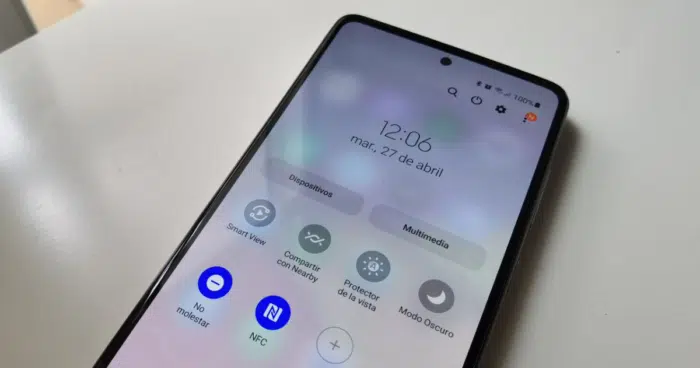 100%
N
12:06
mar., 27 de abril
Dispositivos
Multimedia
Smart View
Compartir
con Nearby
Protector
de la vista
Modo Oscuro
No
molestar
NFC